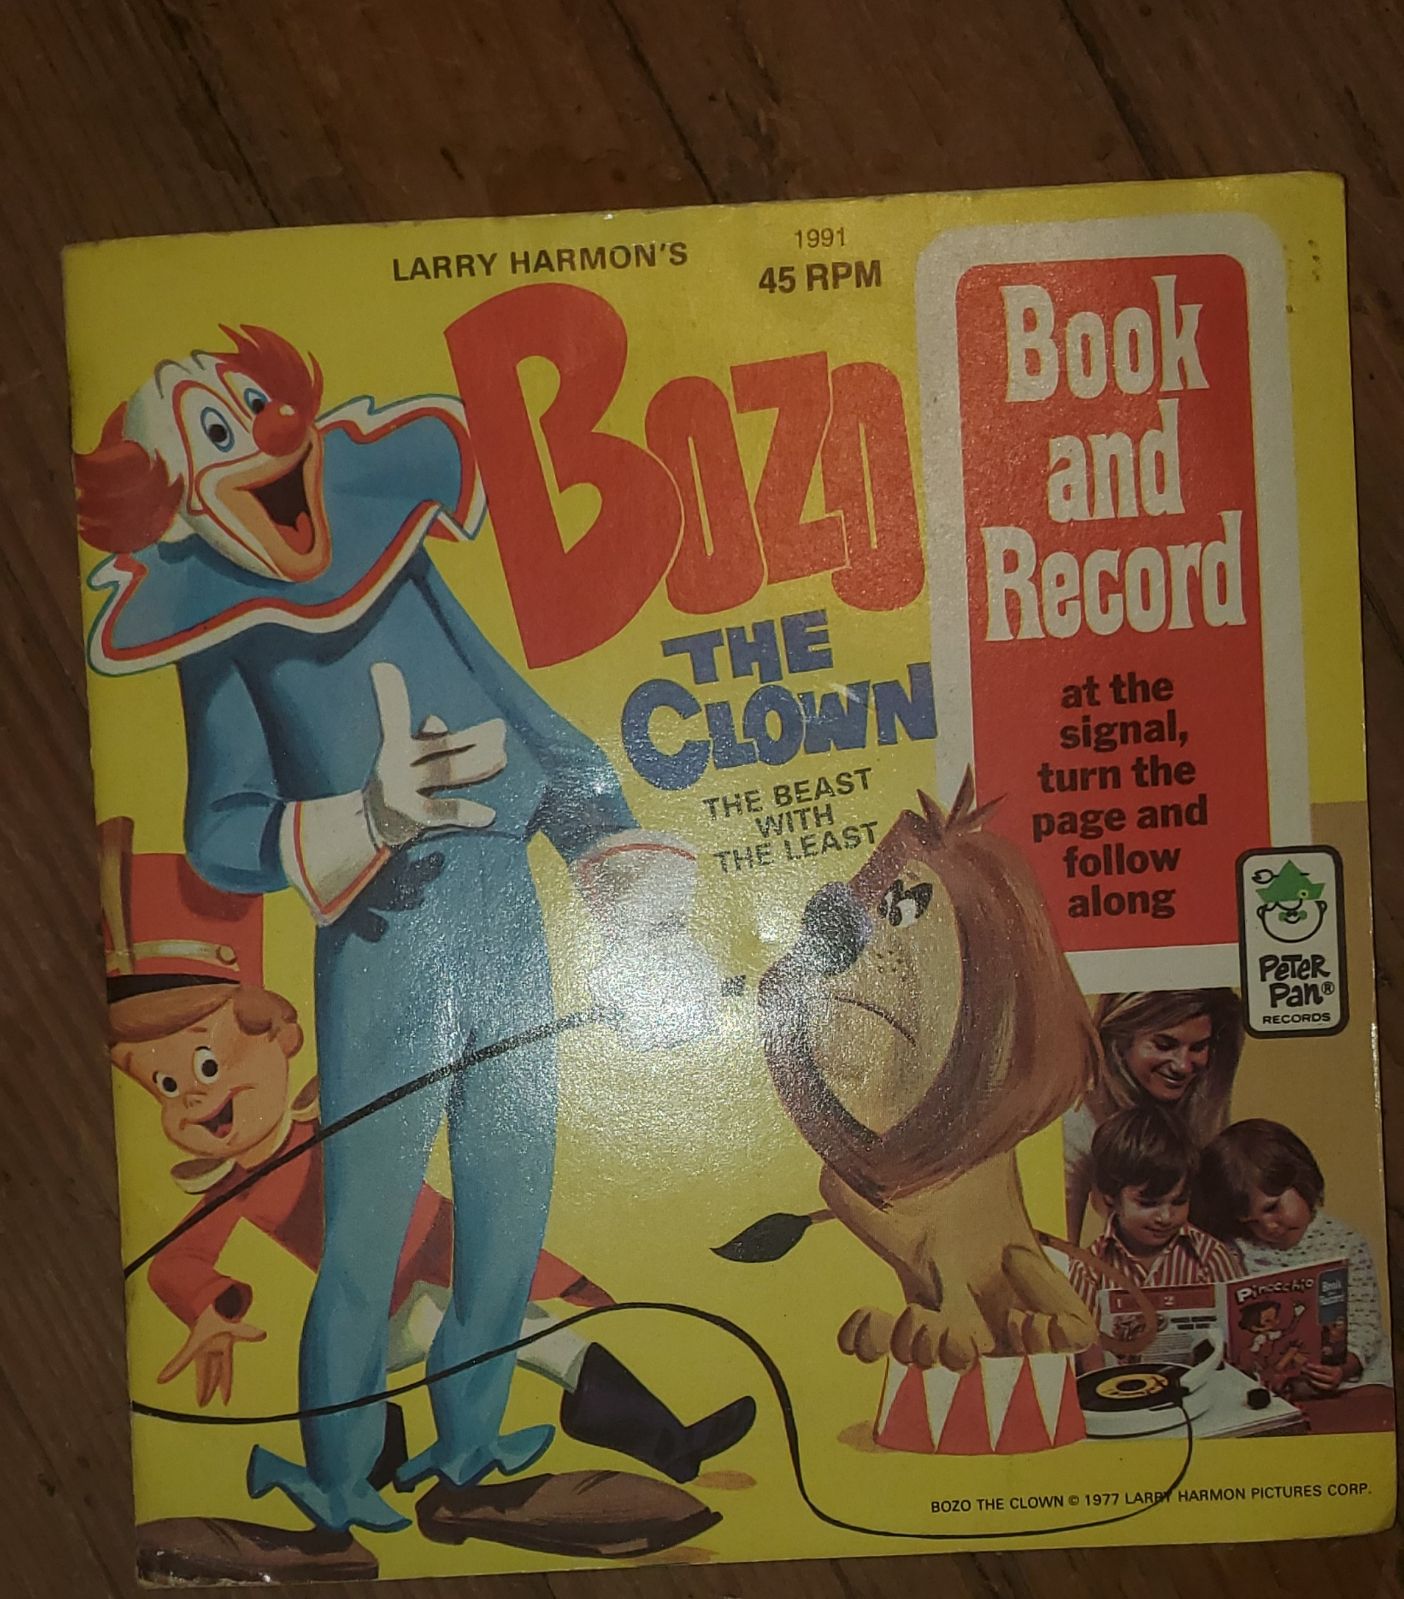 LARRY HARMON'S
1991
45 RPM
BOZO
THE
CLOWN
THE BEAST
WITH
THE LEAST
Book
and
Record
at the
signal,
turn the
page and
follow
along
PETER
PAN®
RECORDS
Pinocchio
Book
BOZO THE CLOWN © 1977 LARRY HARMON PICTURES CORP.